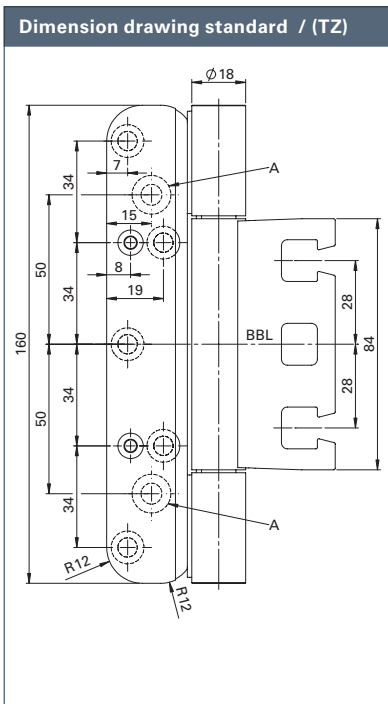 Dimension drawing standard / (TZ)
Ø18
A
7
34
15
50
8
34
19
28
160
BBL
84
34
28
50
34
A
R12
R12